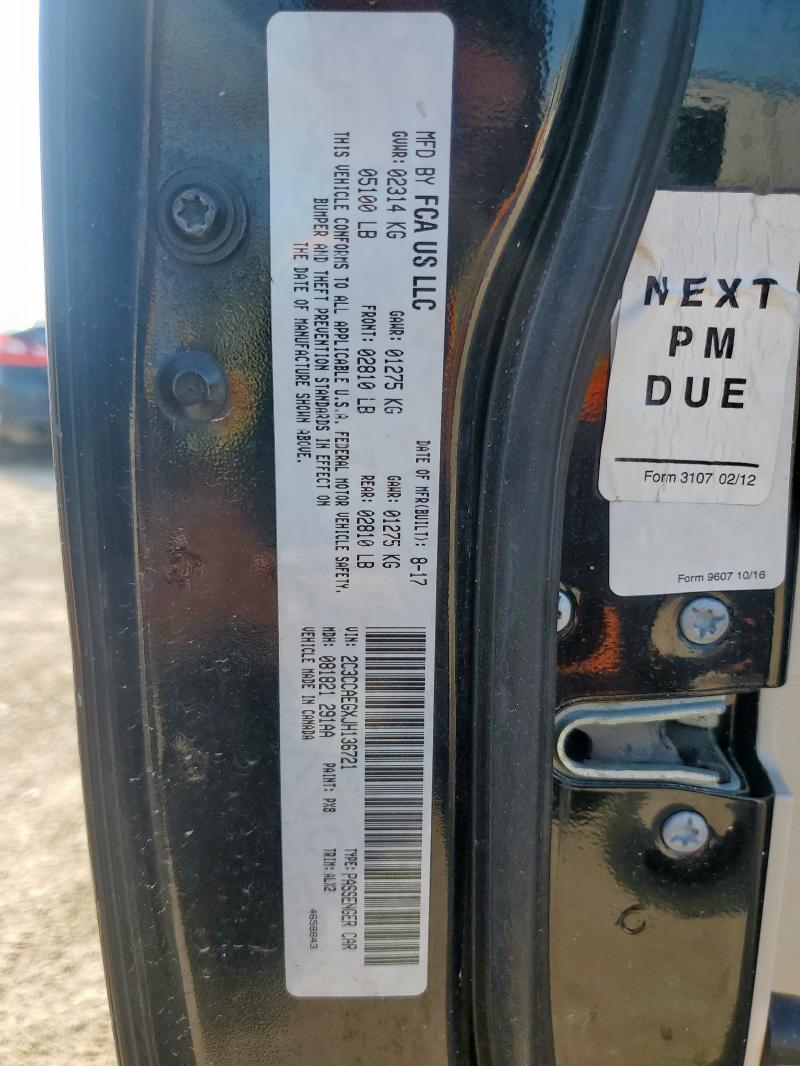 MFD BY FCA US LLC
DATE OF MFR(BUILT): 8-17
GVWR: 02314 KG GAWR: 01275 KG GAWR: 01275 KG
05100 LB FRONT: 02810 LB REAR: 02810 LB
THIS VEHICLE CONFORMS TO ALL APPLICABLE U.S.A. FEDERAL MOTOR VEHICLE SAFETY,
BUMPER AND THEFT PREVENTION STANDARDS IN EFFECT ON
THE DATE OF MANUFACTURE SHOWN ABOVE.
VIN: 2C3CCAEGXJH136721 TYPE: PASSENGER CAR
MDH: 081821 291AA PAINT: PX8 TRIM: ALX2
VEHICLE MADE IN CANADA
4658843
NEXT
PM
DUE
Form 3107 02/12
Form 9607 10/16